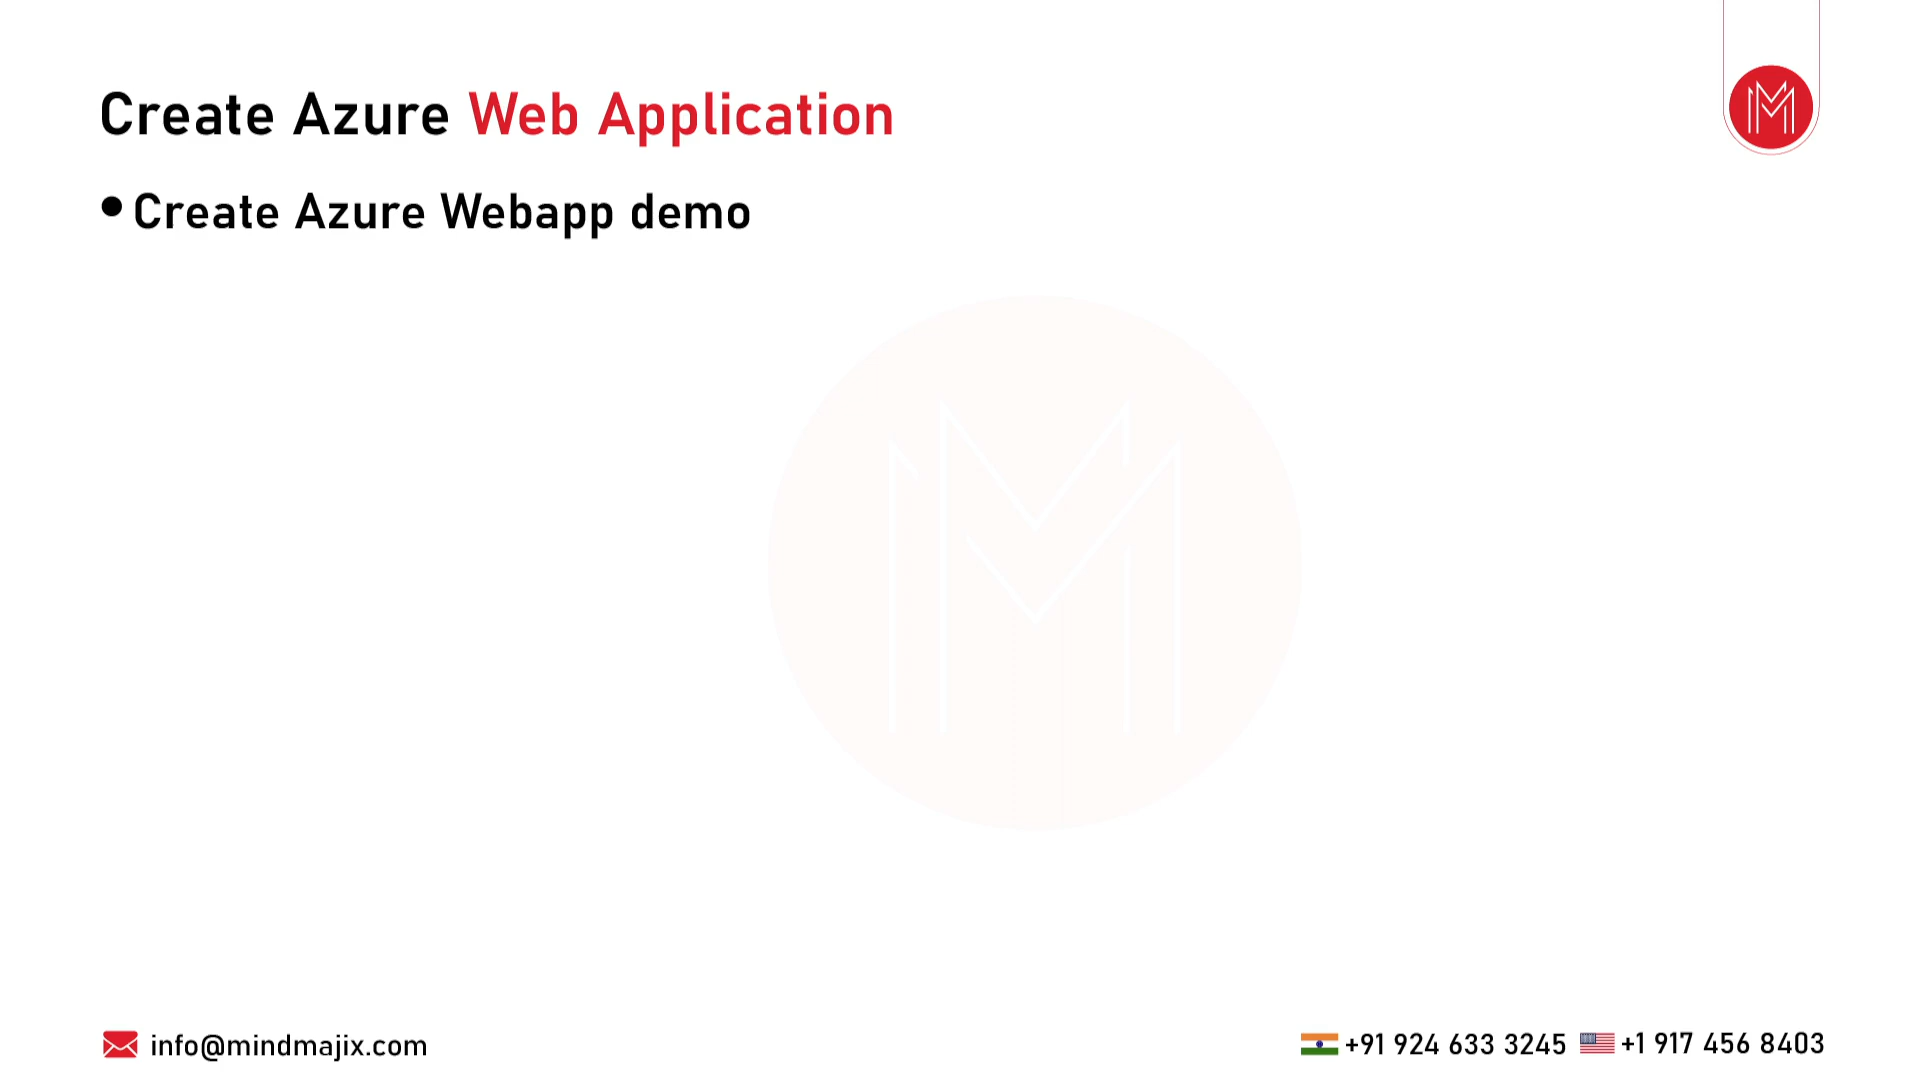 Create Azure Web Application
• Create Azure Webapp demo
info@mindmajix.com
+91 924 633 3245 +1 917 456 8403